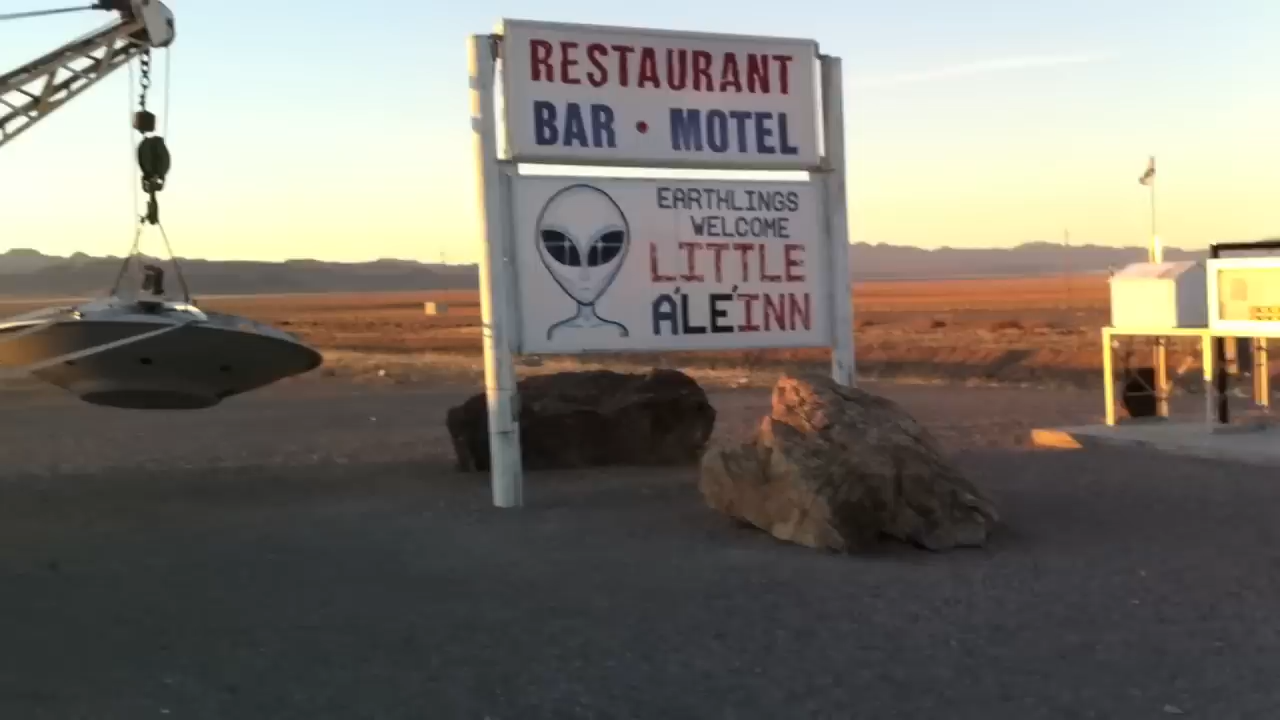 RESTAURANT
BAR • MOTEL
EARTHLINGS
WELCOME
LITTLE
A'LE'INN